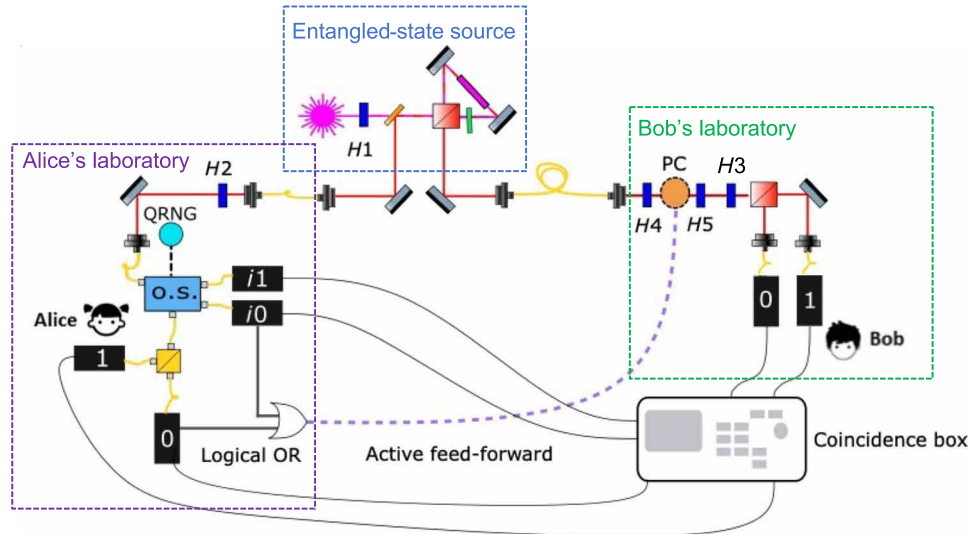 Entangled-state source
H1
Bob's laboratory
Alice's laboratory
H2
PC
H3
QRNG
H4
H5
o.s.
i1
i0
0
1
Alice
Bob
1
0
Logical OR
Active feed-forward
Coincidence box